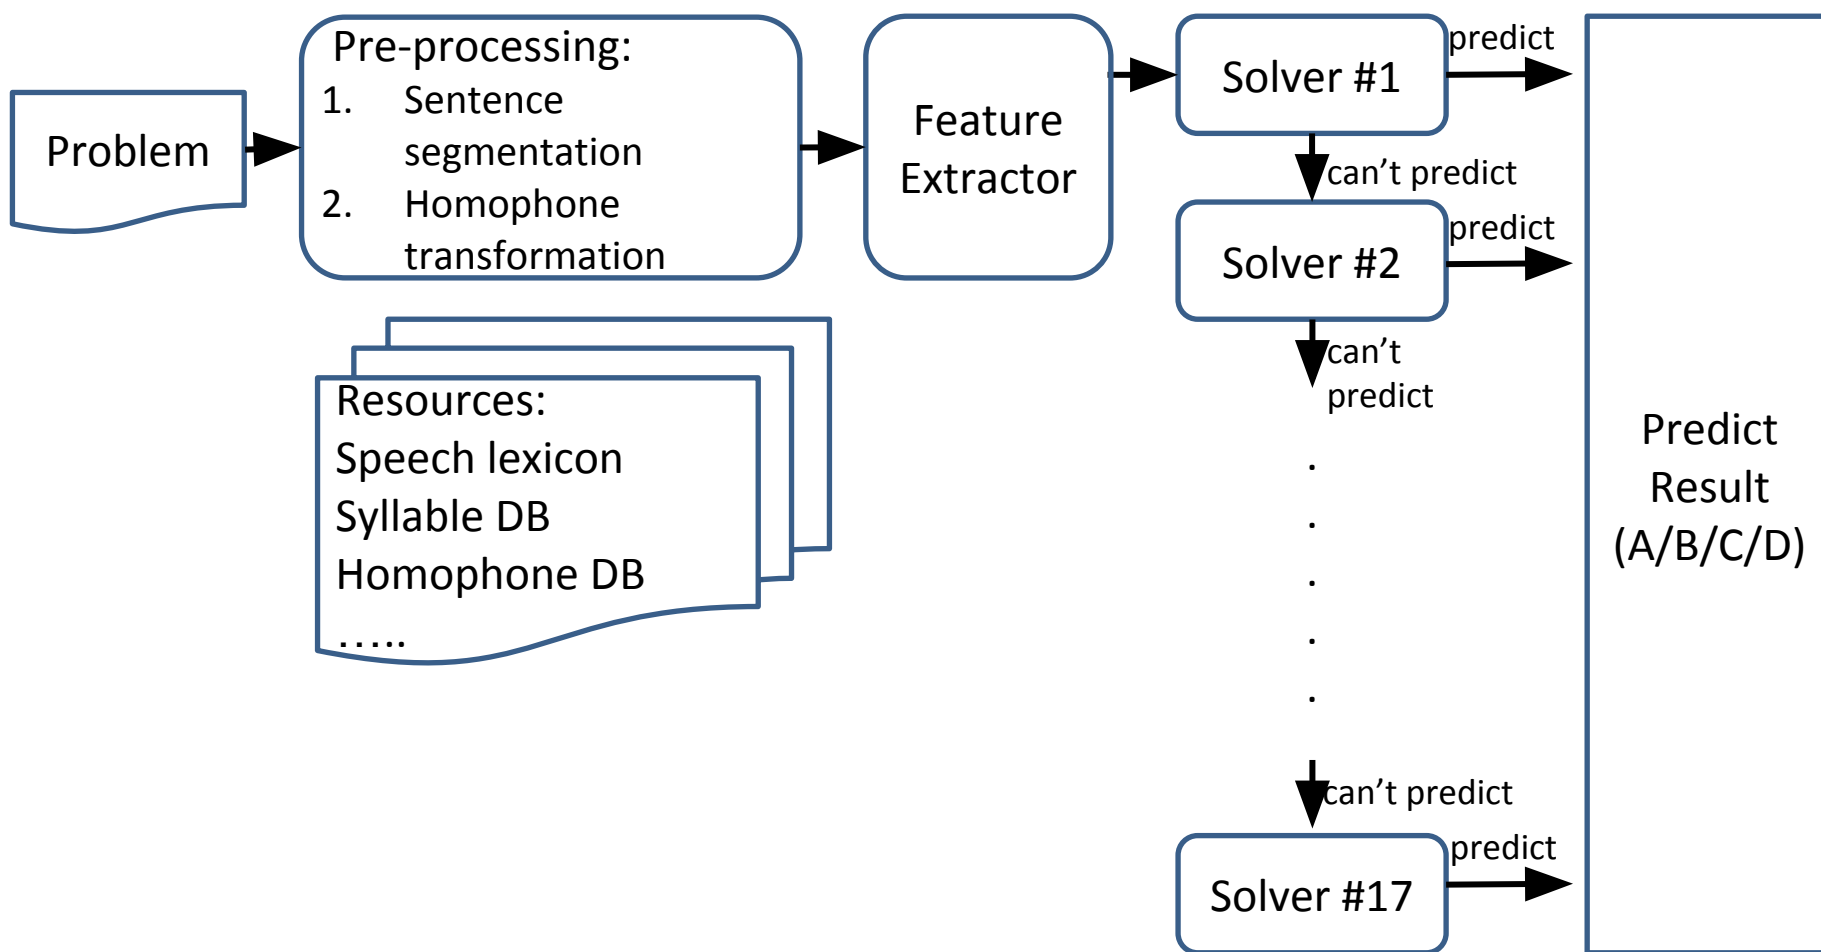 Problem
Pre-processing:
1. Sentence
segmentation
2. Homophone
transformation
Resources:
Speech lexicon
Syllable DB
Homophone DB
…..
Feature
Extractor
Solver #1
predict
can't predict
Solver #2
predict
can't
predict
.
.
.
.
.
can't predict
Solver #17
predict
Predict
Result
(A/B/C/D)